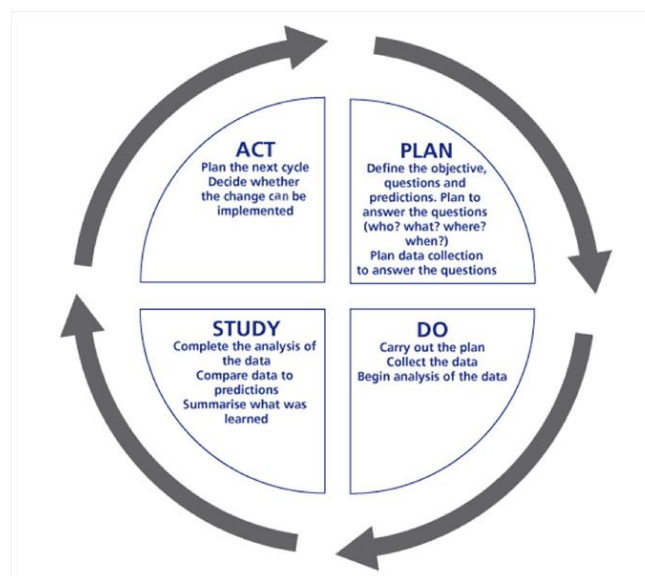 ACT
Plan the next cycle
Decide whether
the change can be
implemented
PLAN
Define the objective,
questions and
predictions. Plan to
answer the questions
(who? what? where?
when?)
Plan data collection
to answer the questions
STUDY
Complete the analysis of
the data
Compare data to
predictions
Summarise what was
learned
DO
Carry out the plan
Collect the data
Begin analysis of the data